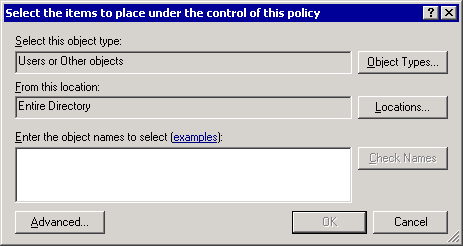 Select the items to place under the control of this policy
Select this object type:
Users or Other objects
Object Types...
From this location:
Entire Directory
Locations...
Enter the object names to select (examples):
Check Names
Advanced...
OK
Cancel